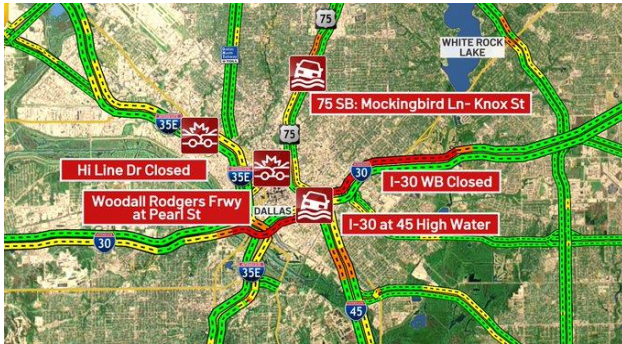 75
WHITE ROCK
LAKE
75 SB: Mockingbird Ln- Knox St
35E
75
Hi Line Dr Closed
35E
30
I-30 WB Closed
Woodall Rodgers Frwy
at Pearl St
DALLAS
I-30 at 45 High Water
30
35E
45